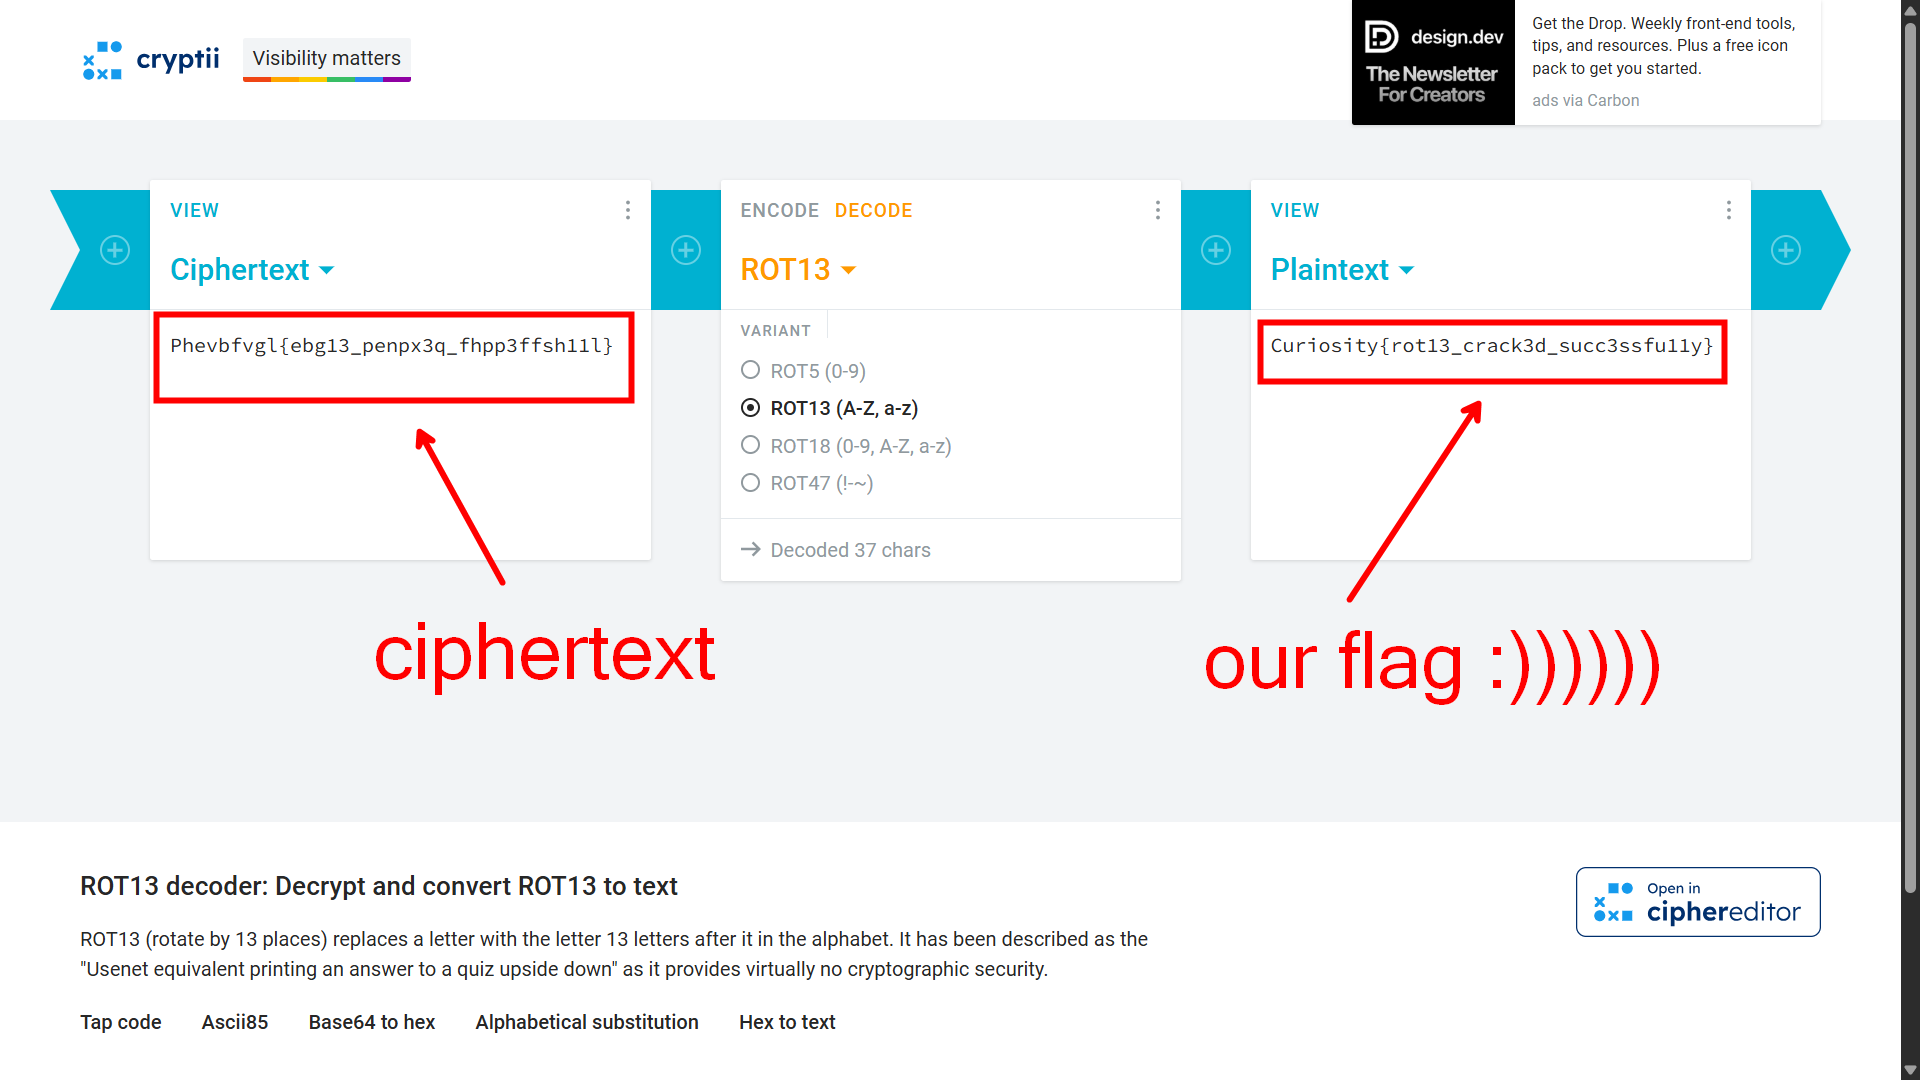 cryptii
Visibility matters
design.dev
The Newsletter
For Creators
Get the Drop. Weekly front-end tools,
tips, and resources. Plus a free icon
pack to get you started.
ads via Carbon
VIEW
Ciphertext
Phevbfvgl{ebg13_penpx3q_fhpp3ffsh11l}
ENCODE DECODE
ROT13
VARIANT
ROT5 (0-9)
ROT13 (A-Z, a-z)
ROT18 (0-9, A-Z, a-z)
ROT47 (!-~)
Decoded 37 chars
VIEW
Plaintext
Curiosity{rot13_crack3d_succ3ssfu11y}
ciphertext
our flag :))))))
ROT13 decoder: Decrypt and convert ROT13 to text
ROT13 (rotate by 13 places) replaces a letter with the letter 13 letters after it in the alphabet. It has been described as the
"Usenet equivalent printing an answer to a quiz upside down" as it provides virtually no cryptographic security.
Open in
ciphereditor
Tap code Ascii85 Base64 to hex Alphabetical substitution Hex to text